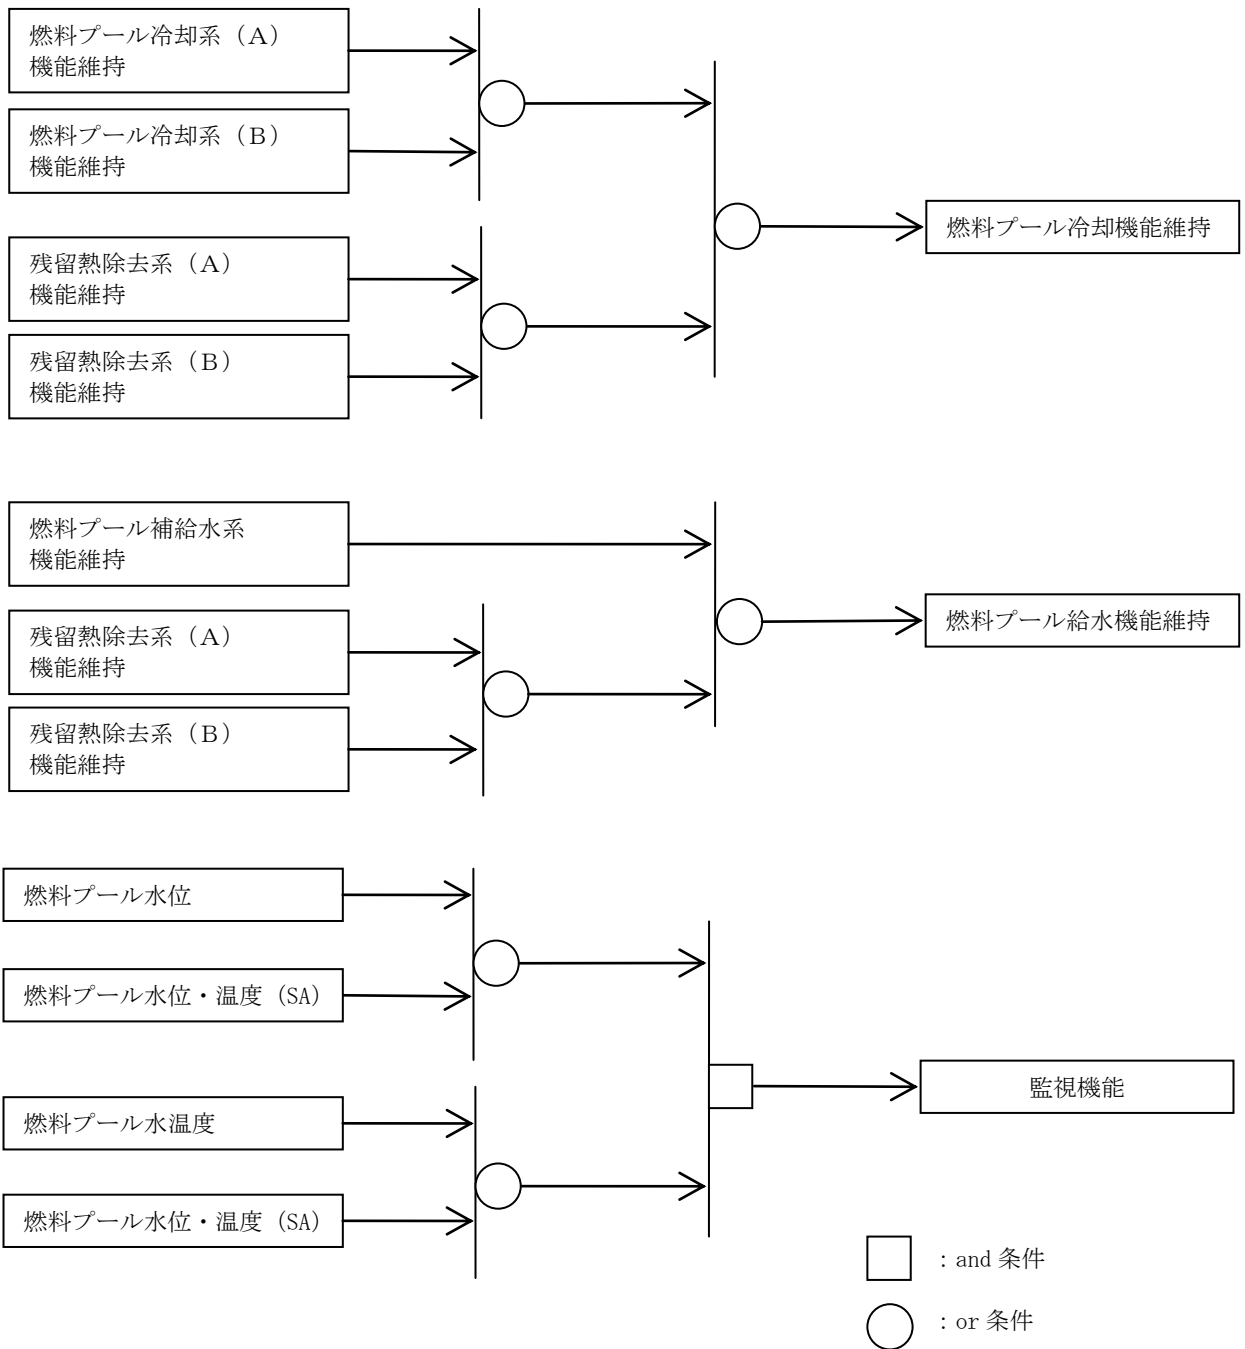 燃料プール冷却系（A）
機能維持
燃料プール冷却系（B）
機能維持
燃料プール冷却機能維持
残留熱除去系（A）
機能維持
残留熱除去系（B）
機能維持
燃料プール補給水系
機能維持
残留熱除去系（A）
機能維持
燃料プール給水機能維持
残留熱除去系（B）
機能維持
燃料プール水位
燃料プール水位・温度（SA）
監視機能
燃料プール水温度
燃料プール水位・温度（SA）
：and 条件
：or 条件